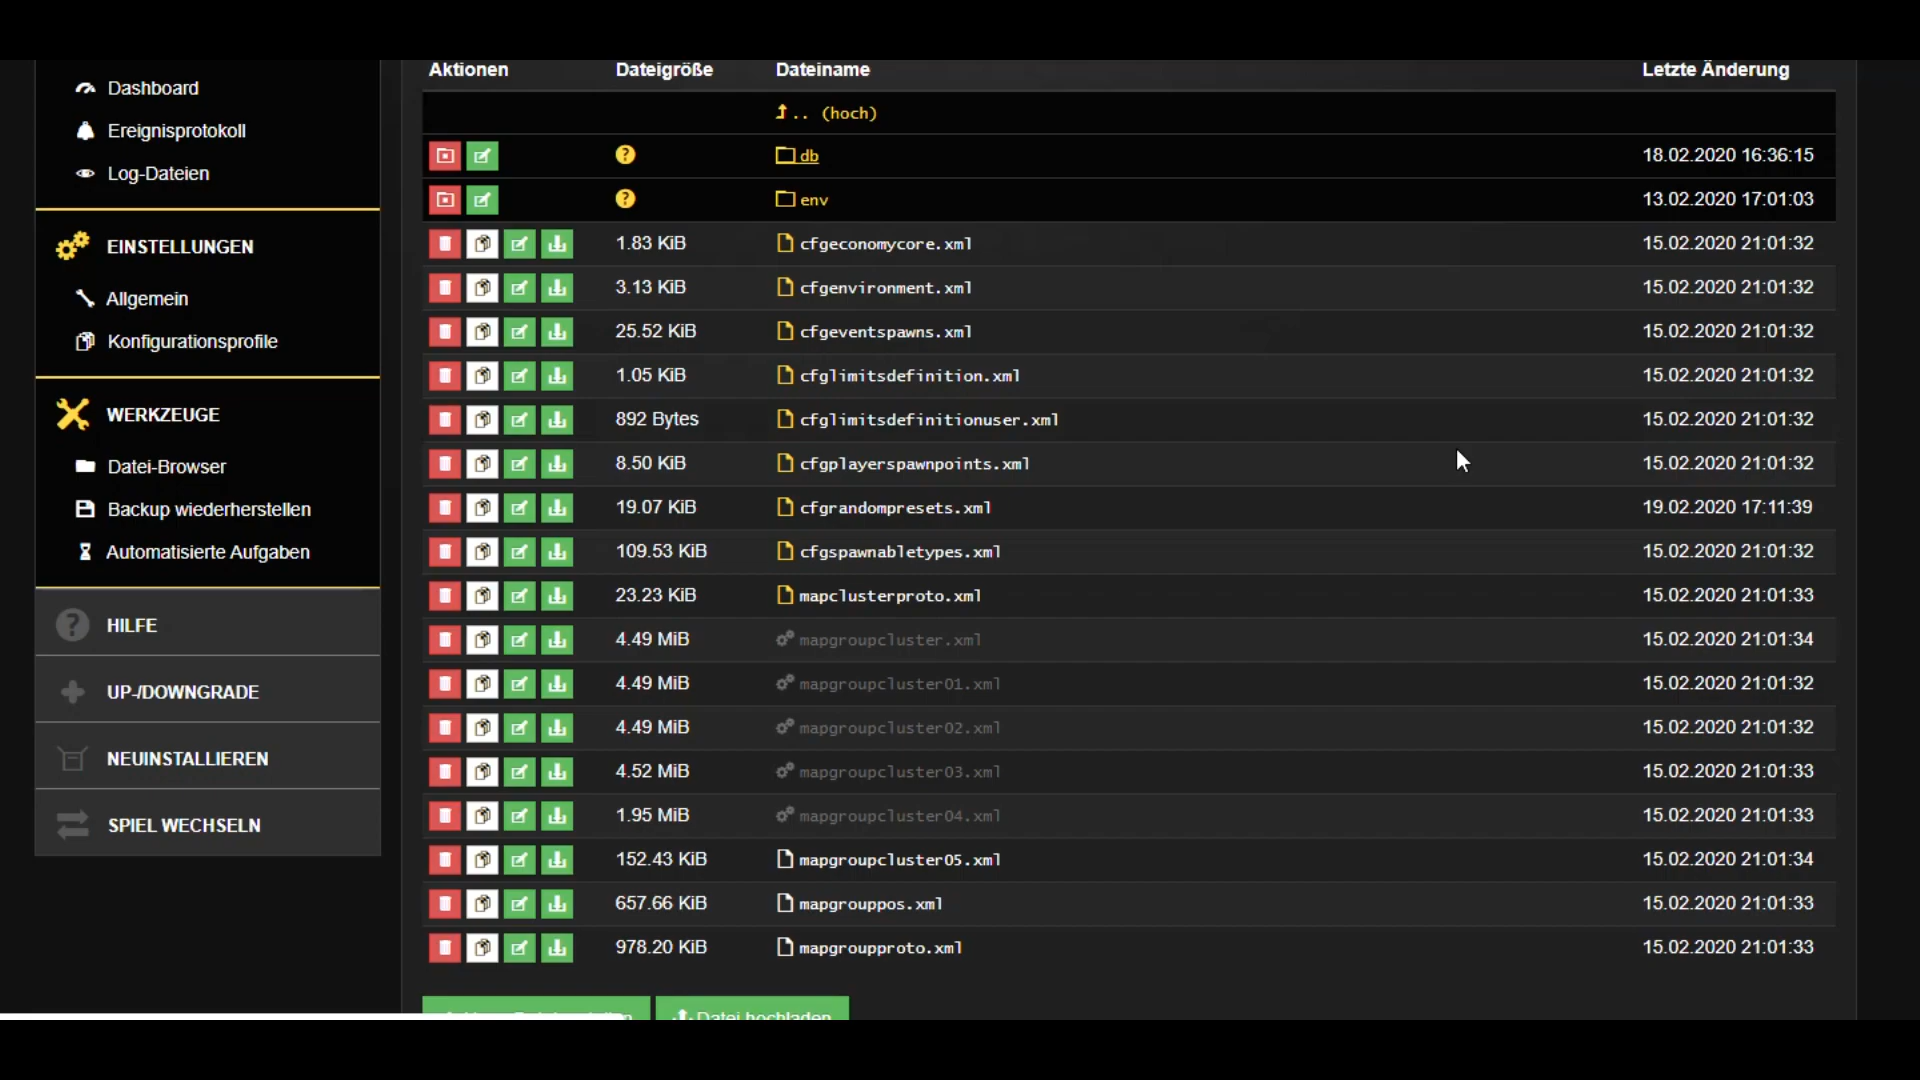 Dashboard
Ereignisprotokoll
Log-Dateien
EINSTELLUNGEN
Allgemein
Konfigurationsprofile
WERKZEUGE
Datei-Browser
Backup wiederherstellen
Automatisierte Aufgaben
HILFE
UP-/DOWNGRADE
NEUINSTALLIEREN
SPIEL WECHSELN
Aktionen Dateigröße Dateiname Letzte Änderung
.. (hoch)
db 18.02.2020 16:36:15
env 13.02.2020 17:01:03
1.83 KiB cfgeconomycore.xml 15.02.2020 21:01:32
3.13 KiB cfgenvironment.xml 15.02.2020 21:01:32
25.52 KiB cfgeventspawns.xml 15.02.2020 21:01:32
1.05 KiB cfglimitsdefinition.xml 15.02.2020 21:01:32
892 Bytes cfglimitsdefinitionuser.xml 15.02.2020 21:01:32
8.50 KiB cfgplayerspawnpoints.xml 15.02.2020 21:01:32
19.07 KiB cfgrandompresets.xml 19.02.2020 17:11:39
109.53 KiB cfgspawnabletypes.xml 15.02.2020 21:01:32
23.23 KiB mapclusterproto.xml 15.02.2020 21:01:33
4.49 MiB mapgroupcluster.xml 15.02.2020 21:01:34
4.49 MiB mapgroupcluster01.xml 15.02.2020 21:01:32
4.49 MiB mapgroupcluster02.xml 15.02.2020 21:01:32
4.52 MiB mapgroupcluster03.xml 15.02.2020 21:01:33
1.95 MiB mapgroupcluster04.xml 15.02.2020 21:01:33
152.43 KiB mapgroupcluster05.xml 15.02.2020 21:01:34
657.66 KiB mapgrouppos.xml 15.02.2020 21:01:33
978.20 KiB mapgroupproto.xml 15.02.2020 21:01:33
Datei hochladen